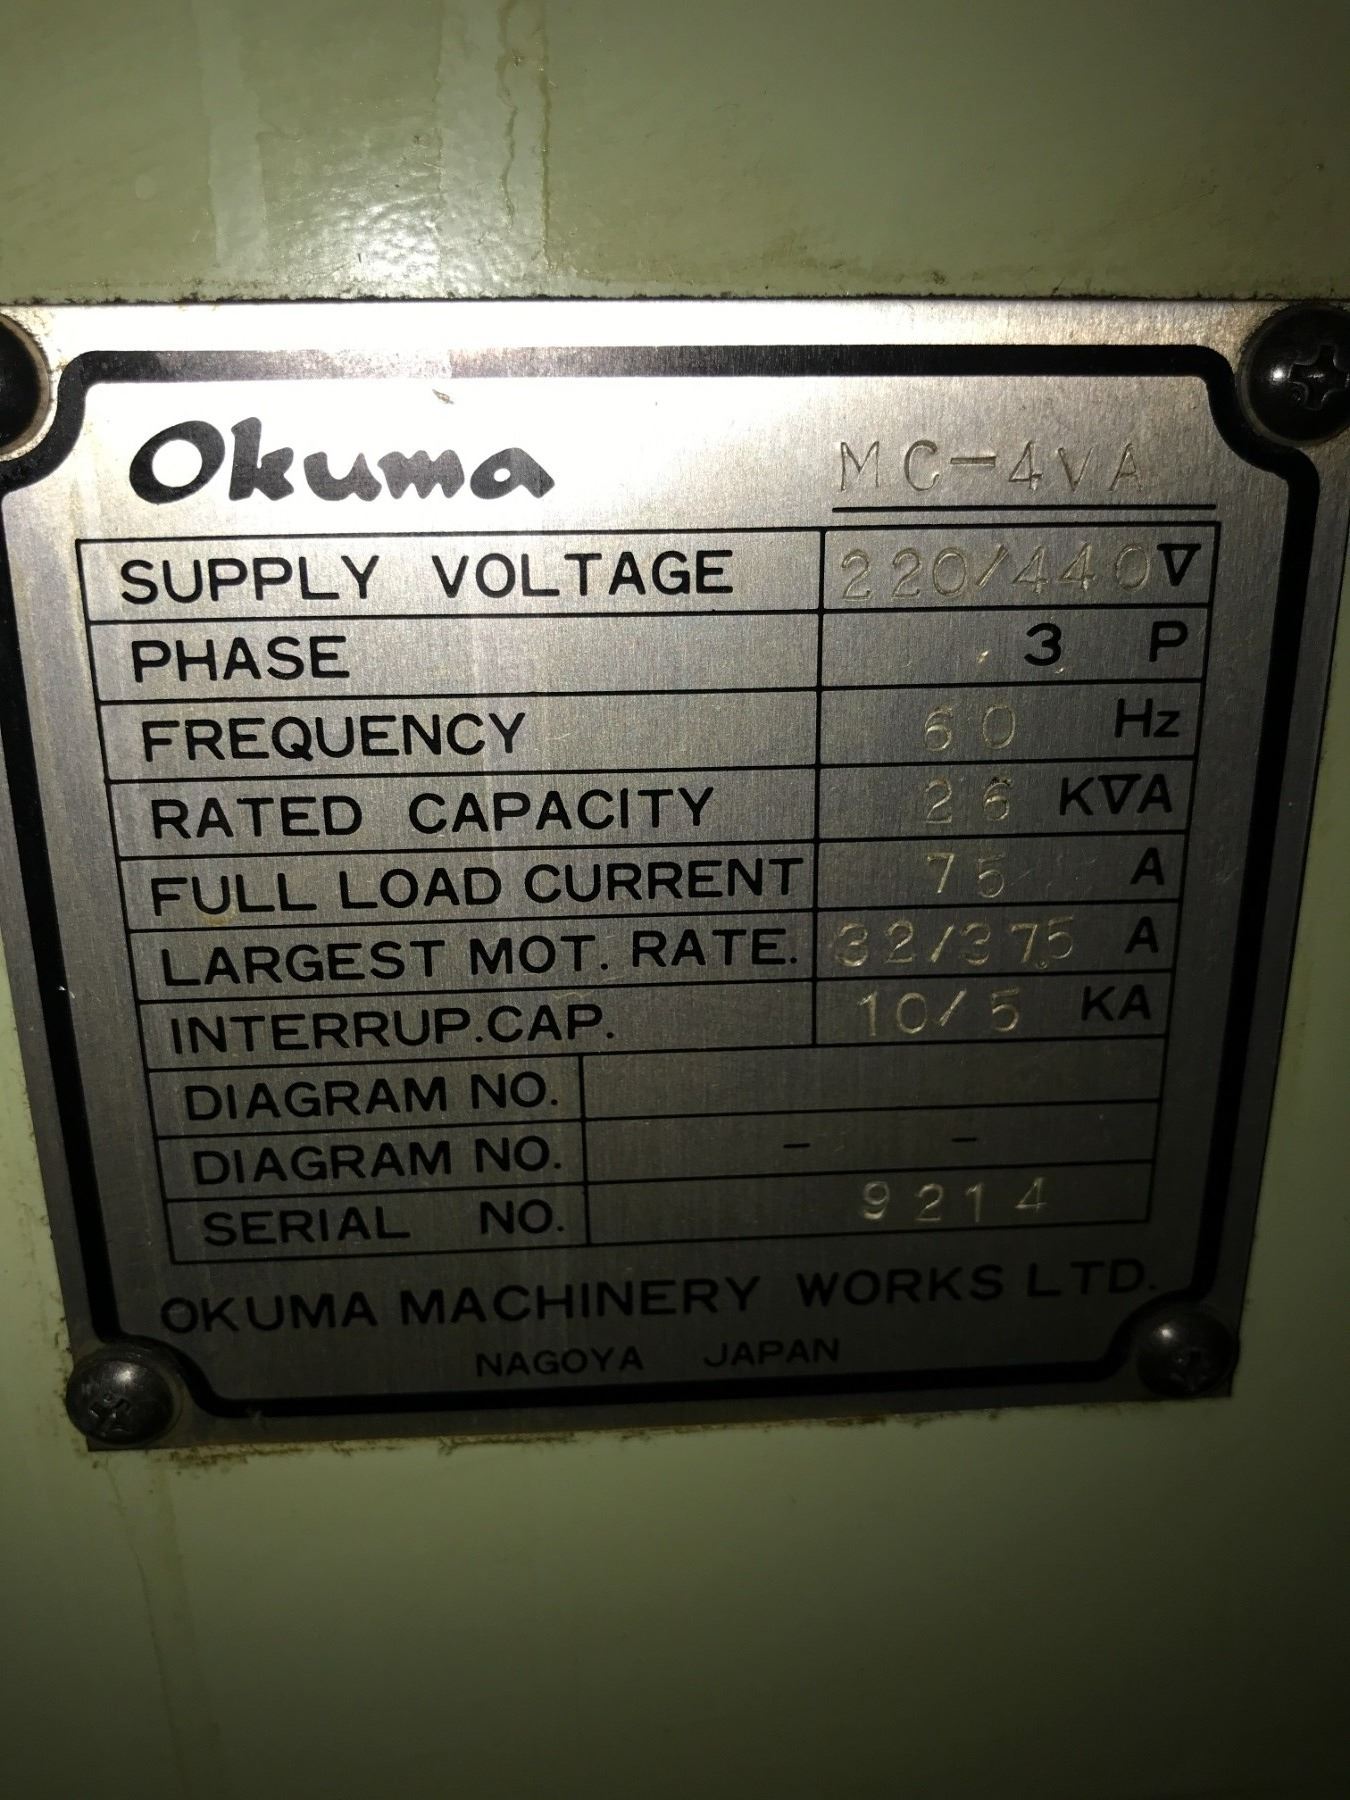 Okuma MC-4VA
SUPPLY VOLTAGE 220/440V
PHASE 3 P
FREQUENCY 60 Hz
RATED CAPACITY 26 KVA
FULL LOAD CURRENT 75 A
LARGEST MOT. RATE. 32/375 A
INTERRUP.CAP. 10/5 KA
DIAGRAM NO.
DIAGRAM NO. - -
SERIAL NO. 9214
OKUMA MACHINERY WORKS LTD.
NAGOYA JAPAN